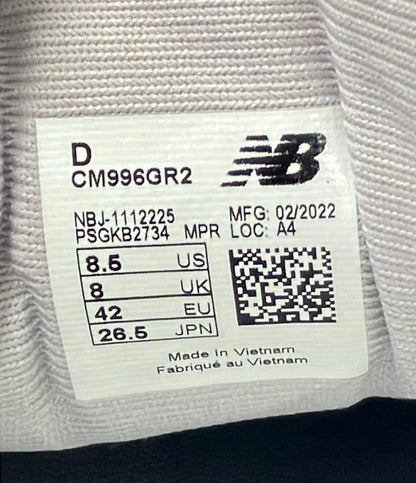 D
CM996GR2
NB
NBJ-1112225 MFG: 02/2022
PSGKB2734 MPR LOC: A4
8.5 US
8 UK
42 EU
26.5 JPN
Made in Vietnam
Fabriqué au Vietnam